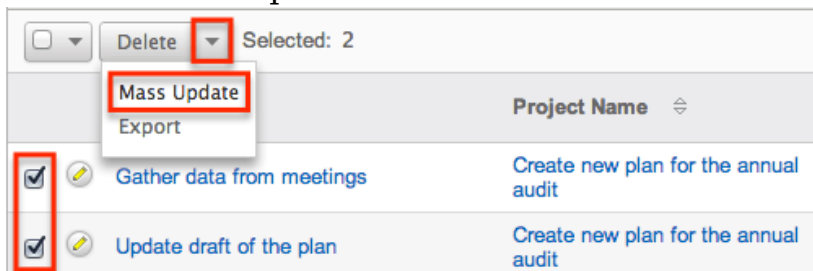 Delete Selected: 2
Mass Update
Export
Project Name
Gather data from meetings
Create new plan for the annual
audit
Update draft of the plan
Create new plan for the annual
audit